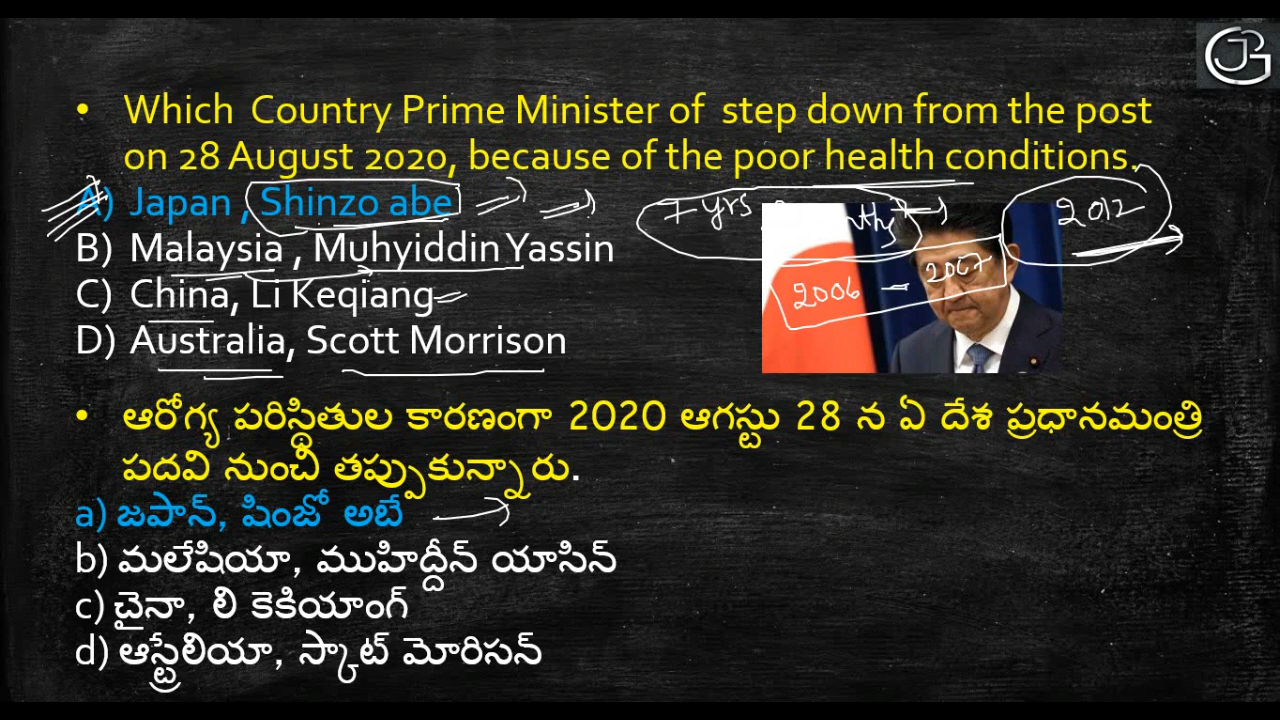 • Which Country Prime Minister of step down from the post
on 28 August 2020, because of the poor health conditions.
A) Japan , Shinzo abe
7 yrs
2012
B) Malaysia , Muhyiddin Yassin
2006 - 2007
C) China, Li Keqiang
D) Australia, Scott Morrison
• ఆరోగ్య పరిస్థితుల కారణంగా 2020 ఆగస్టు 28 న ఏ దేశ ప్రధానమంత్రి
పదవి నుంచి తప్పుకున్నారు.
a) జపాన్, షింజో అబే
b) మలేషియా, ముహిద్దీన్ యాసిన్
c) చైనా, లి కెకియాంగ్
d) ఆస్ట్రేలియా, స్కాట్ మోరిసన్